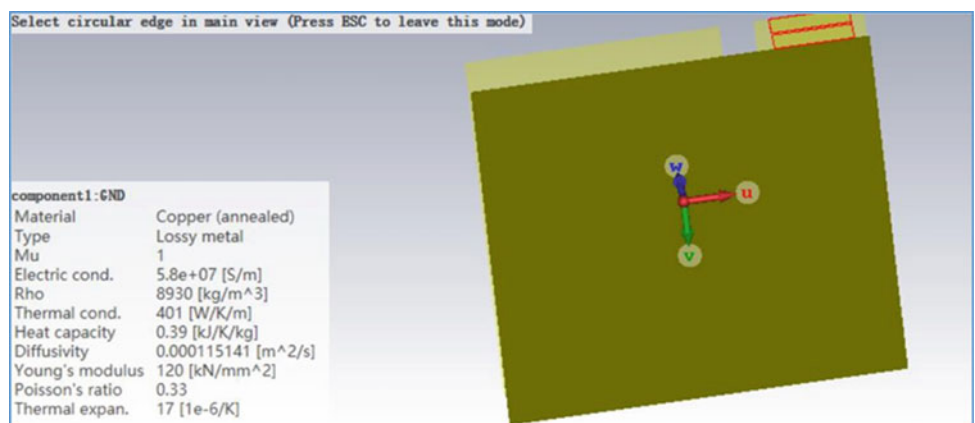 Select circular edge in main view (Press ESC to leave this mode)
w
u
v
component1:GND
Material Copper (annealed)
Type Lossy metal
Mu 1
Electric cond. 5.8e+07 [S/m]
Rho 8930 [kg/m^3]
Thermal cond. 401 [W/K/m]
Heat capacity 0.39 [kJ/K/kg]
Diffusivity 0.000115141 [m^2/s]
Young's modulus 120 [kN/mm^2]
Poisson's ratio 0.33
Thermal expan. 17 [1e-6/K]